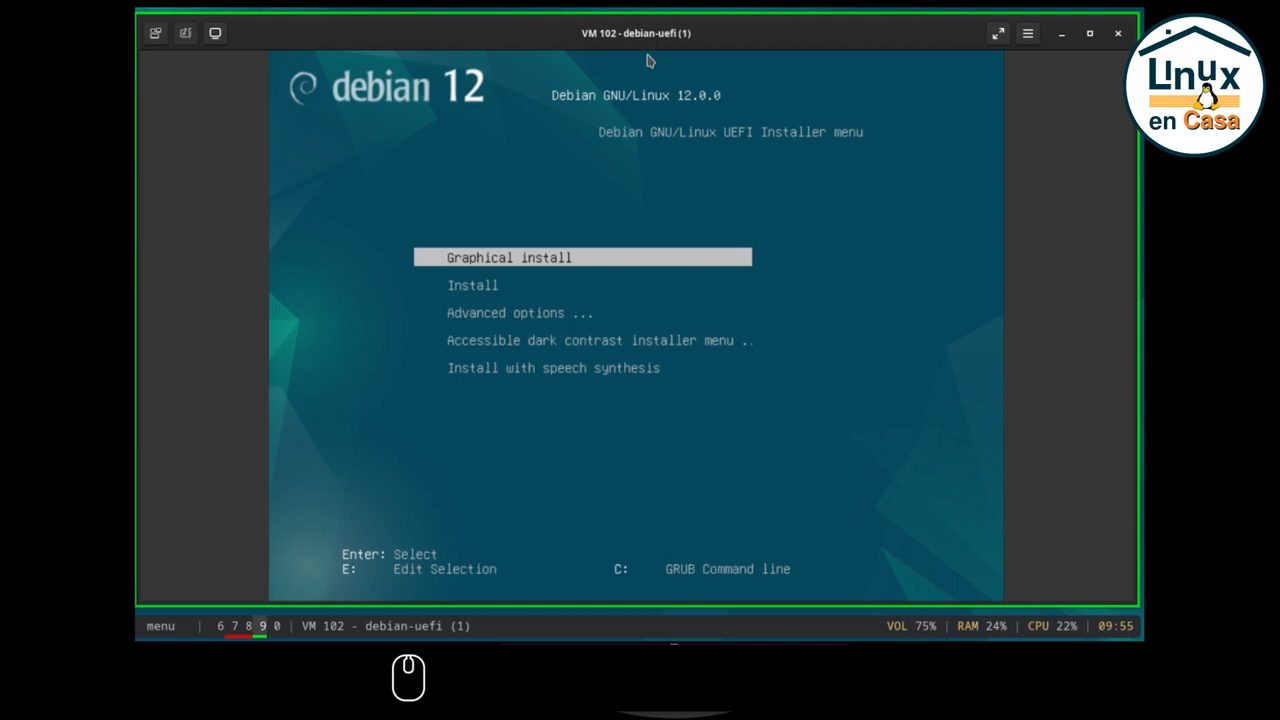 VM 102 - debian-uefi (1)
Linux
en Casa
debian 12
Debian GNU/Linux 12.0.0
Debian GNU/Linux UEFI Installer menu
Graphical install
Install
Advanced options ...
Accessible dark contrast installer menu ..
Install with speech synthesis
Enter: Select
E: Edit Selection
C: GRUB Command line
menu | 6 7 8 9 0 | VM 102 - debian-uefi (1)
VOL 75% | RAM 24% | CPU 22% | 09:55